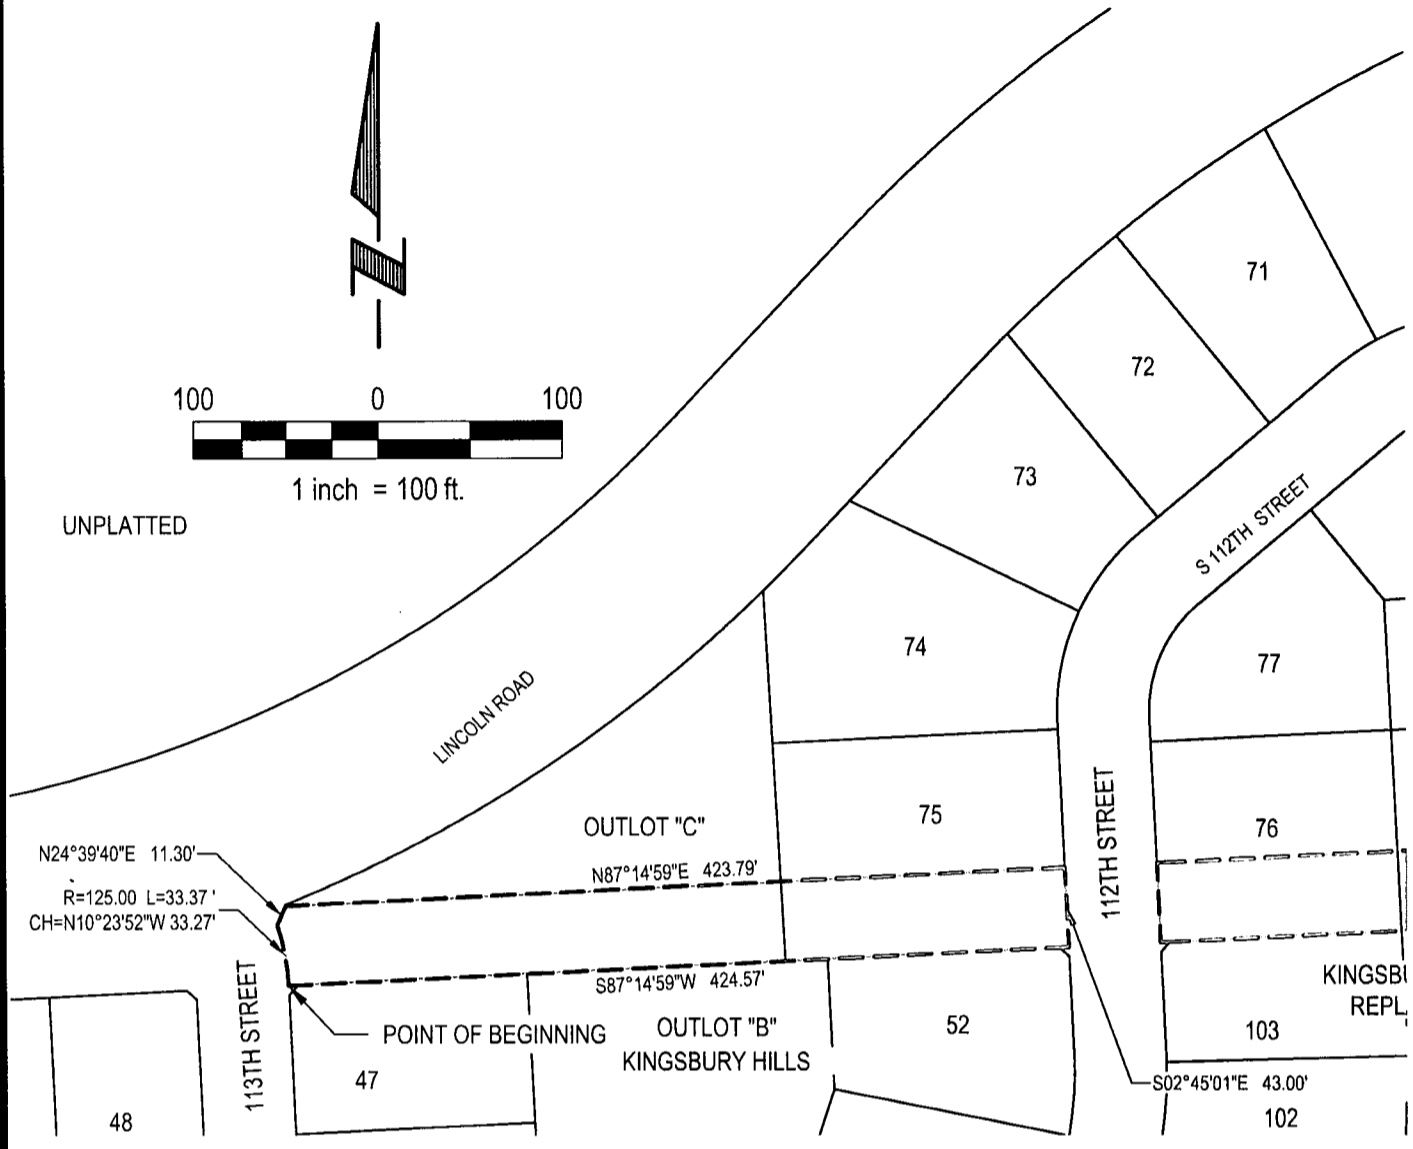 100 0 100
1 inch = 100 ft.
UNPLATTED
71
72
73
S 112TH STREET
74
77
LINCOLN ROAD
75
76
OUTLOT "C"
112TH STREET
N24°39'40"E 11.30'
N87°14'59"E 423.79'
R=125.00 L=33.37'
CH=N10°23'52"W 33.27'
S87°14'59"W 424.57'
113TH STREET
POINT OF BEGINNING
OUTLOT "B"
KINGSBURY HILLS
52
103
47
48
S02°45'01"E 43.00'
102